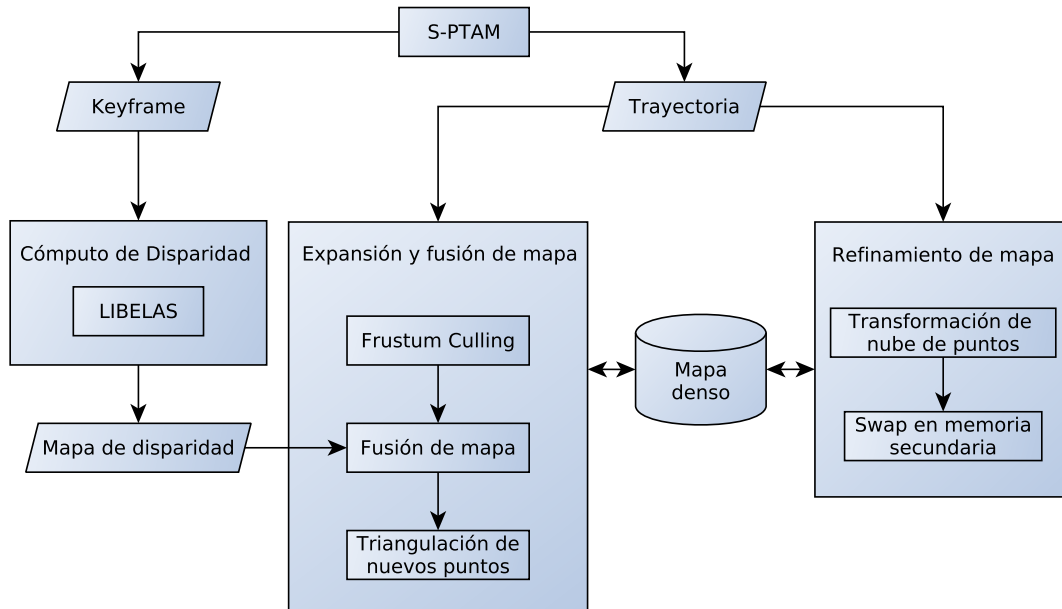 S-PTAM
Keyframe
Trayectoria
Cómputo de Disparidad
LIBELAS
Mapa de disparidad
Expansión y fusión de mapa
Frustum Culling
Fusión de mapa
Triangulación de
nuevos puntos
Mapa
denso
Refinamiento de mapa
Transformación de
nube de puntos
Swap en memoria
secundaria